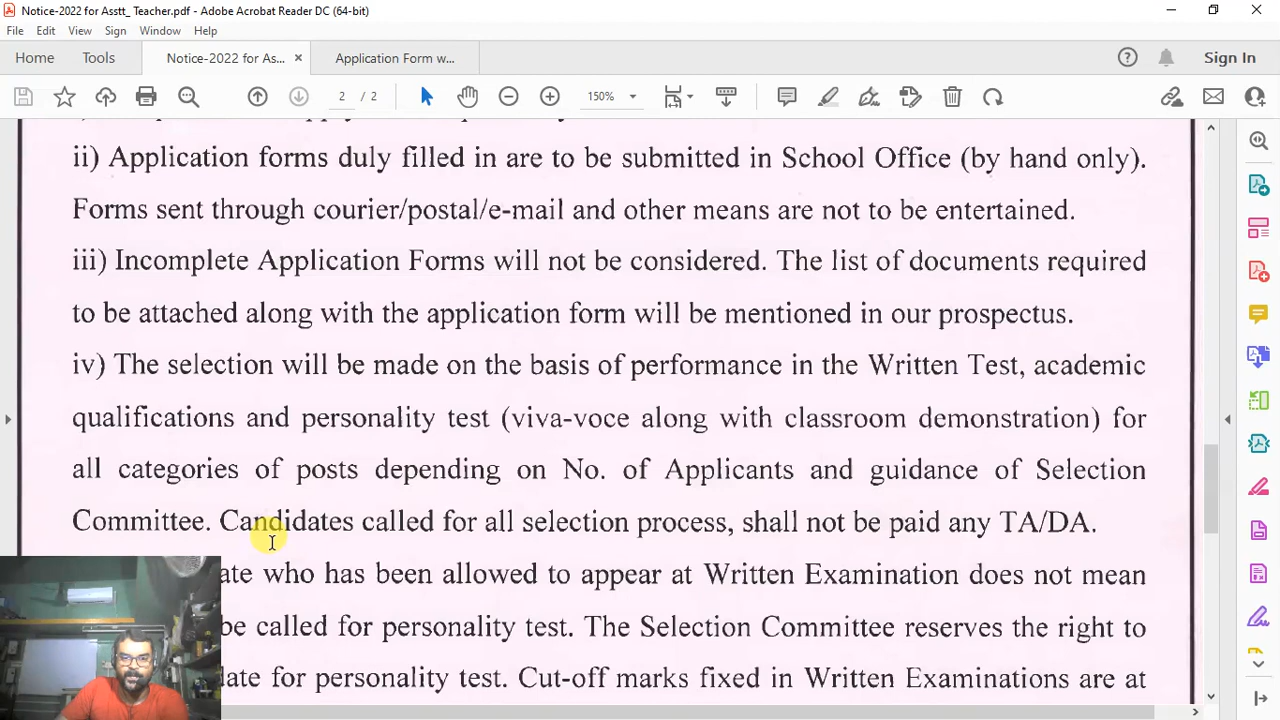 Notice-2022 for Asstt_ Teacher.pdf - Adobe Acrobat Reader DC (64-bit)
File Edit View Sign Window Help
Home Tools Notice-2022 for As... Application Form w... Sign In
2 / 2 150%
ii) Application forms duly filled in are to be submitted in School Office (by hand only).
Forms sent through courier/postal/e-mail and other means are not to be entertained.
iii) Incomplete Application Forms will not be considered. The list of documents required
to be attached along with the application form will be mentioned in our prospectus.
iv) The selection will be made on the basis of performance in the Written Test, academic
qualifications and personality test (viva-voce along with classroom demonstration) for
all categories of posts depending on No. of Applicants and guidance of Selection
Committee. Candidates called for all selection process, shall not be paid any TA/DA.
ate who has been allowed to appear at Written Examination does not mean
be called for personality test. The Selection Committee reserves the right to
date for personality test. Cut-off marks fixed in Written Examinations are at